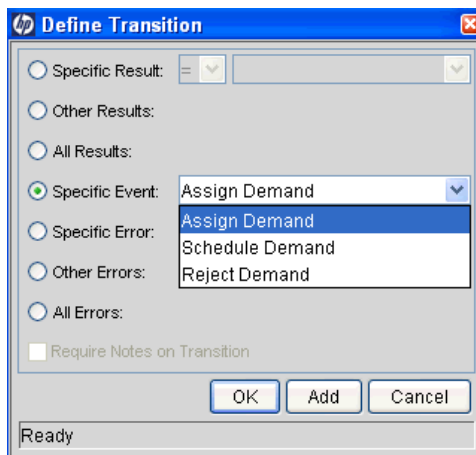 hp Define Transition
Specific Result: =
Other Results:
All Results:
Specific Event: Assign Demand
Assign Demand
Specific Error:
Schedule Demand
Other Errors:
Reject Demand
All Errors:
Require Notes on Transition
OK Add Cancel
Ready